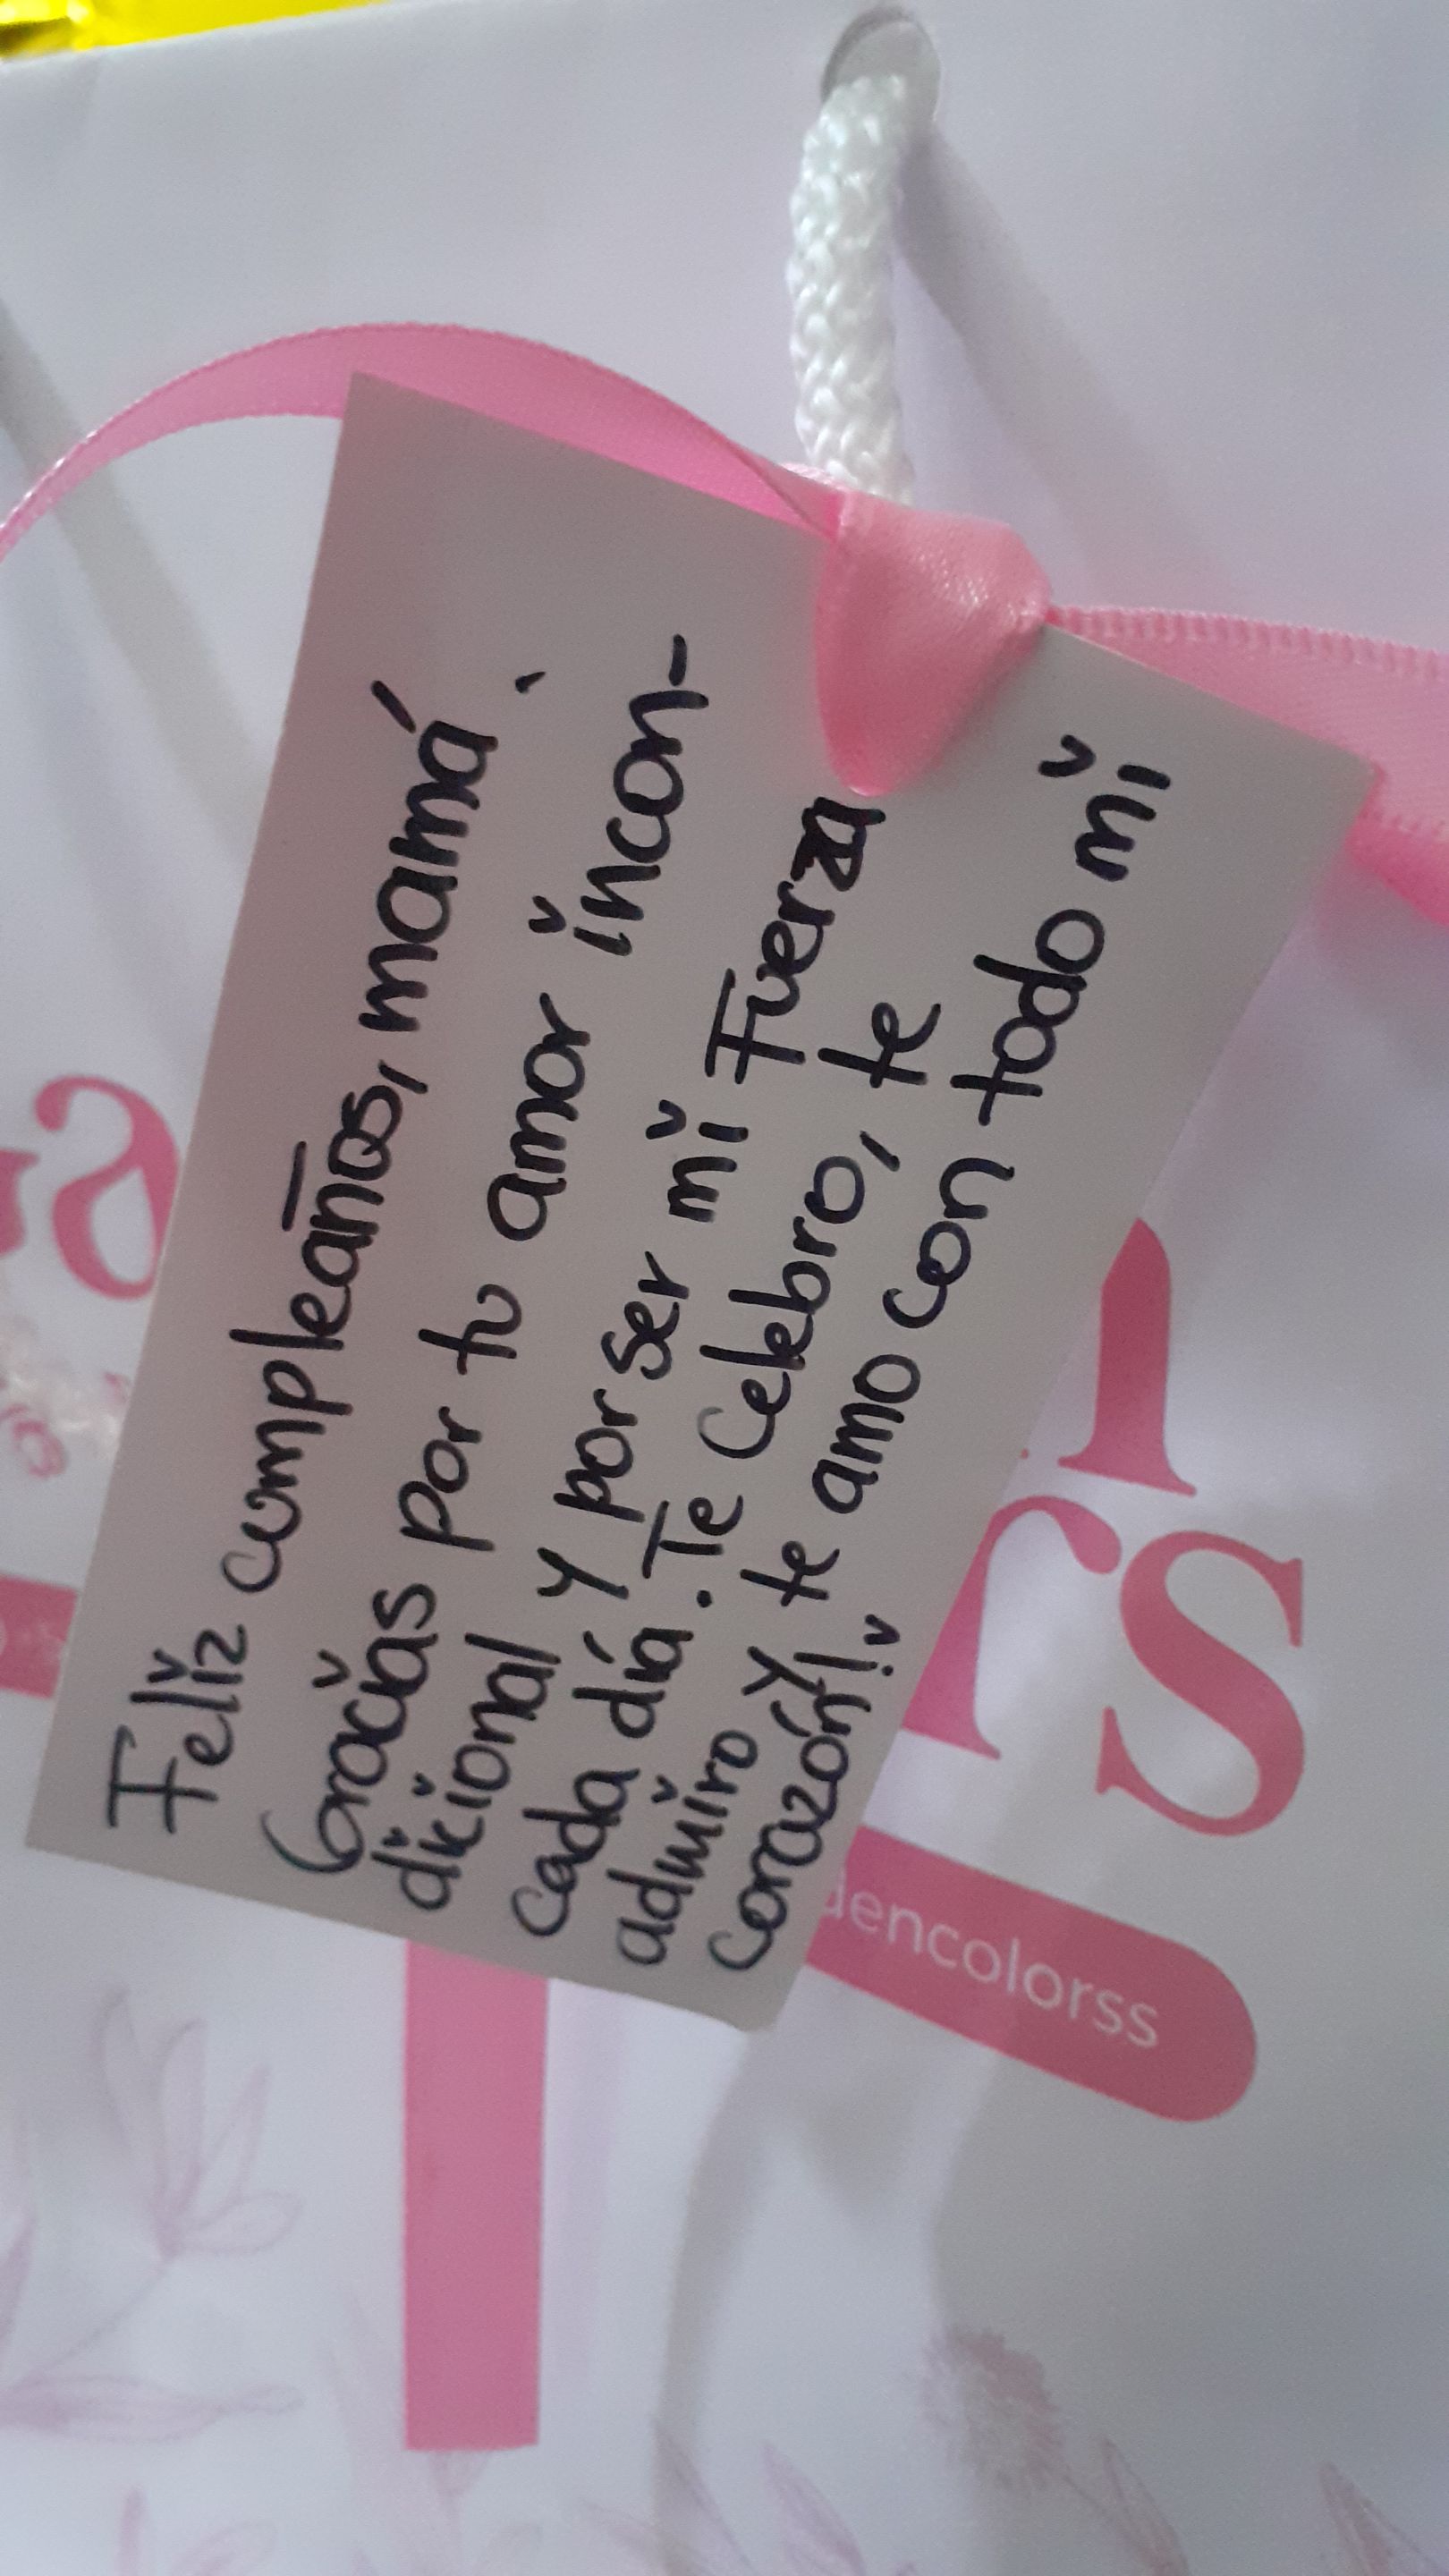 Feliz cumpleaños, mamá.
Gracias por tu amor incon-
dicional y por ser mi Fuerza
cada día. Te Celebro, te
admiro y te amo con todo mi
corazón!
a
rs
dencolorss